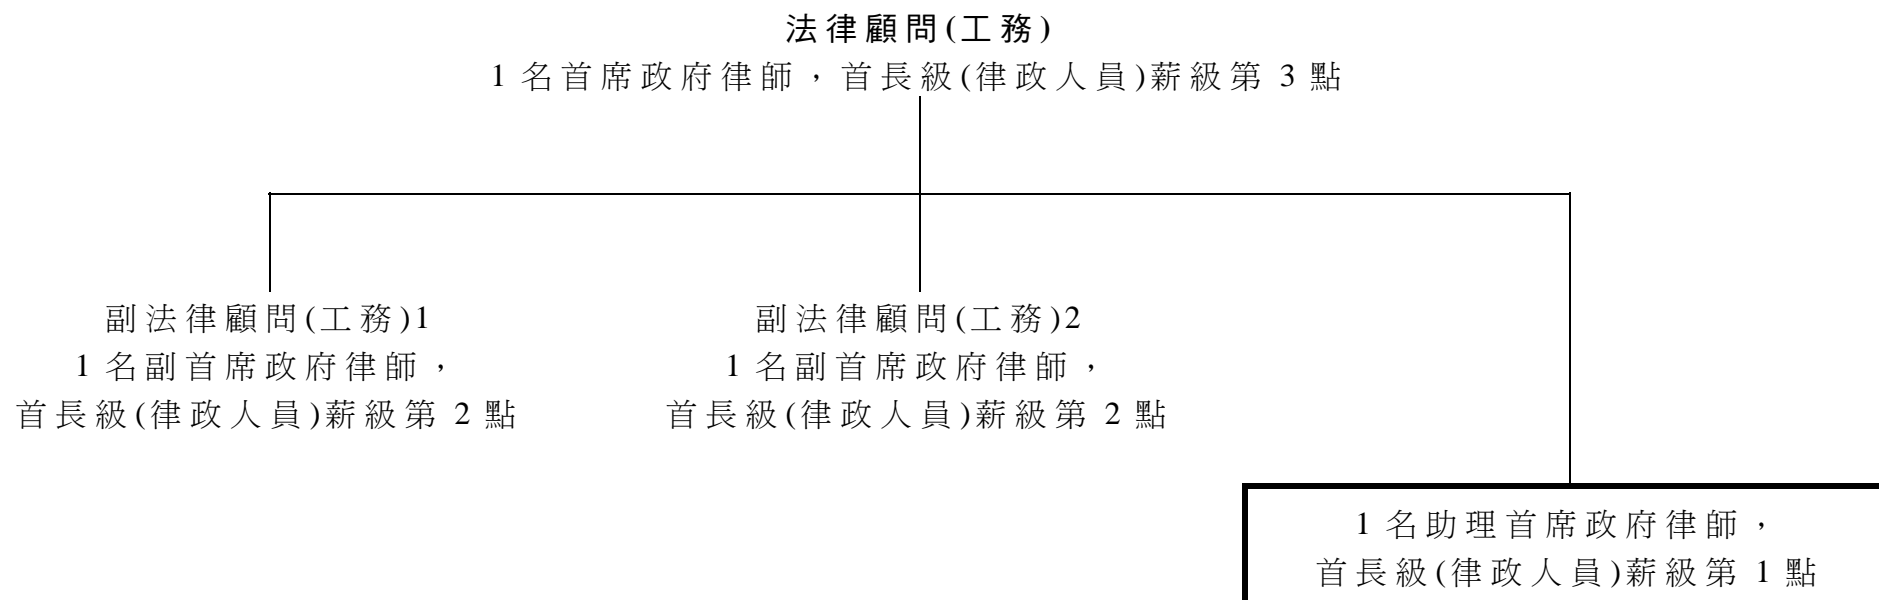 法律顧問(工務)
1 名首席政府律師，首長級(律政人員)薪級第 3 點
副法律顧問(工務)1
1 名副首席政府律師，
首長級(律政人員)薪級第 2 點
副法律顧問(工務)2
1 名副首席政府律師，
首長級(律政人員)薪級第 2 點
1 名助理首席政府律師，
首長級(律政人員)薪級第 1 點